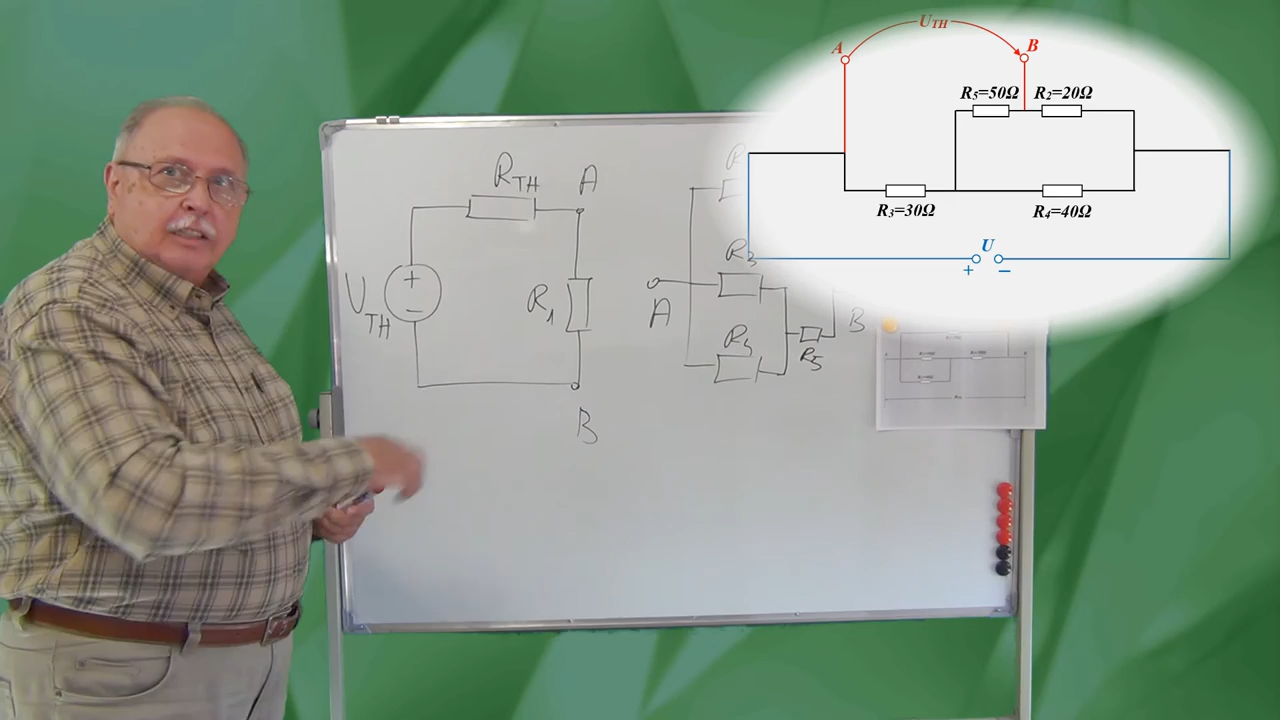 U_TH
A
B
R5=50Ω R2=20Ω
R3=30Ω
R4=40Ω
U
+ −
R_TH
A
+
−
U_TH
R1
B
R
R3
A
R4
R5
B